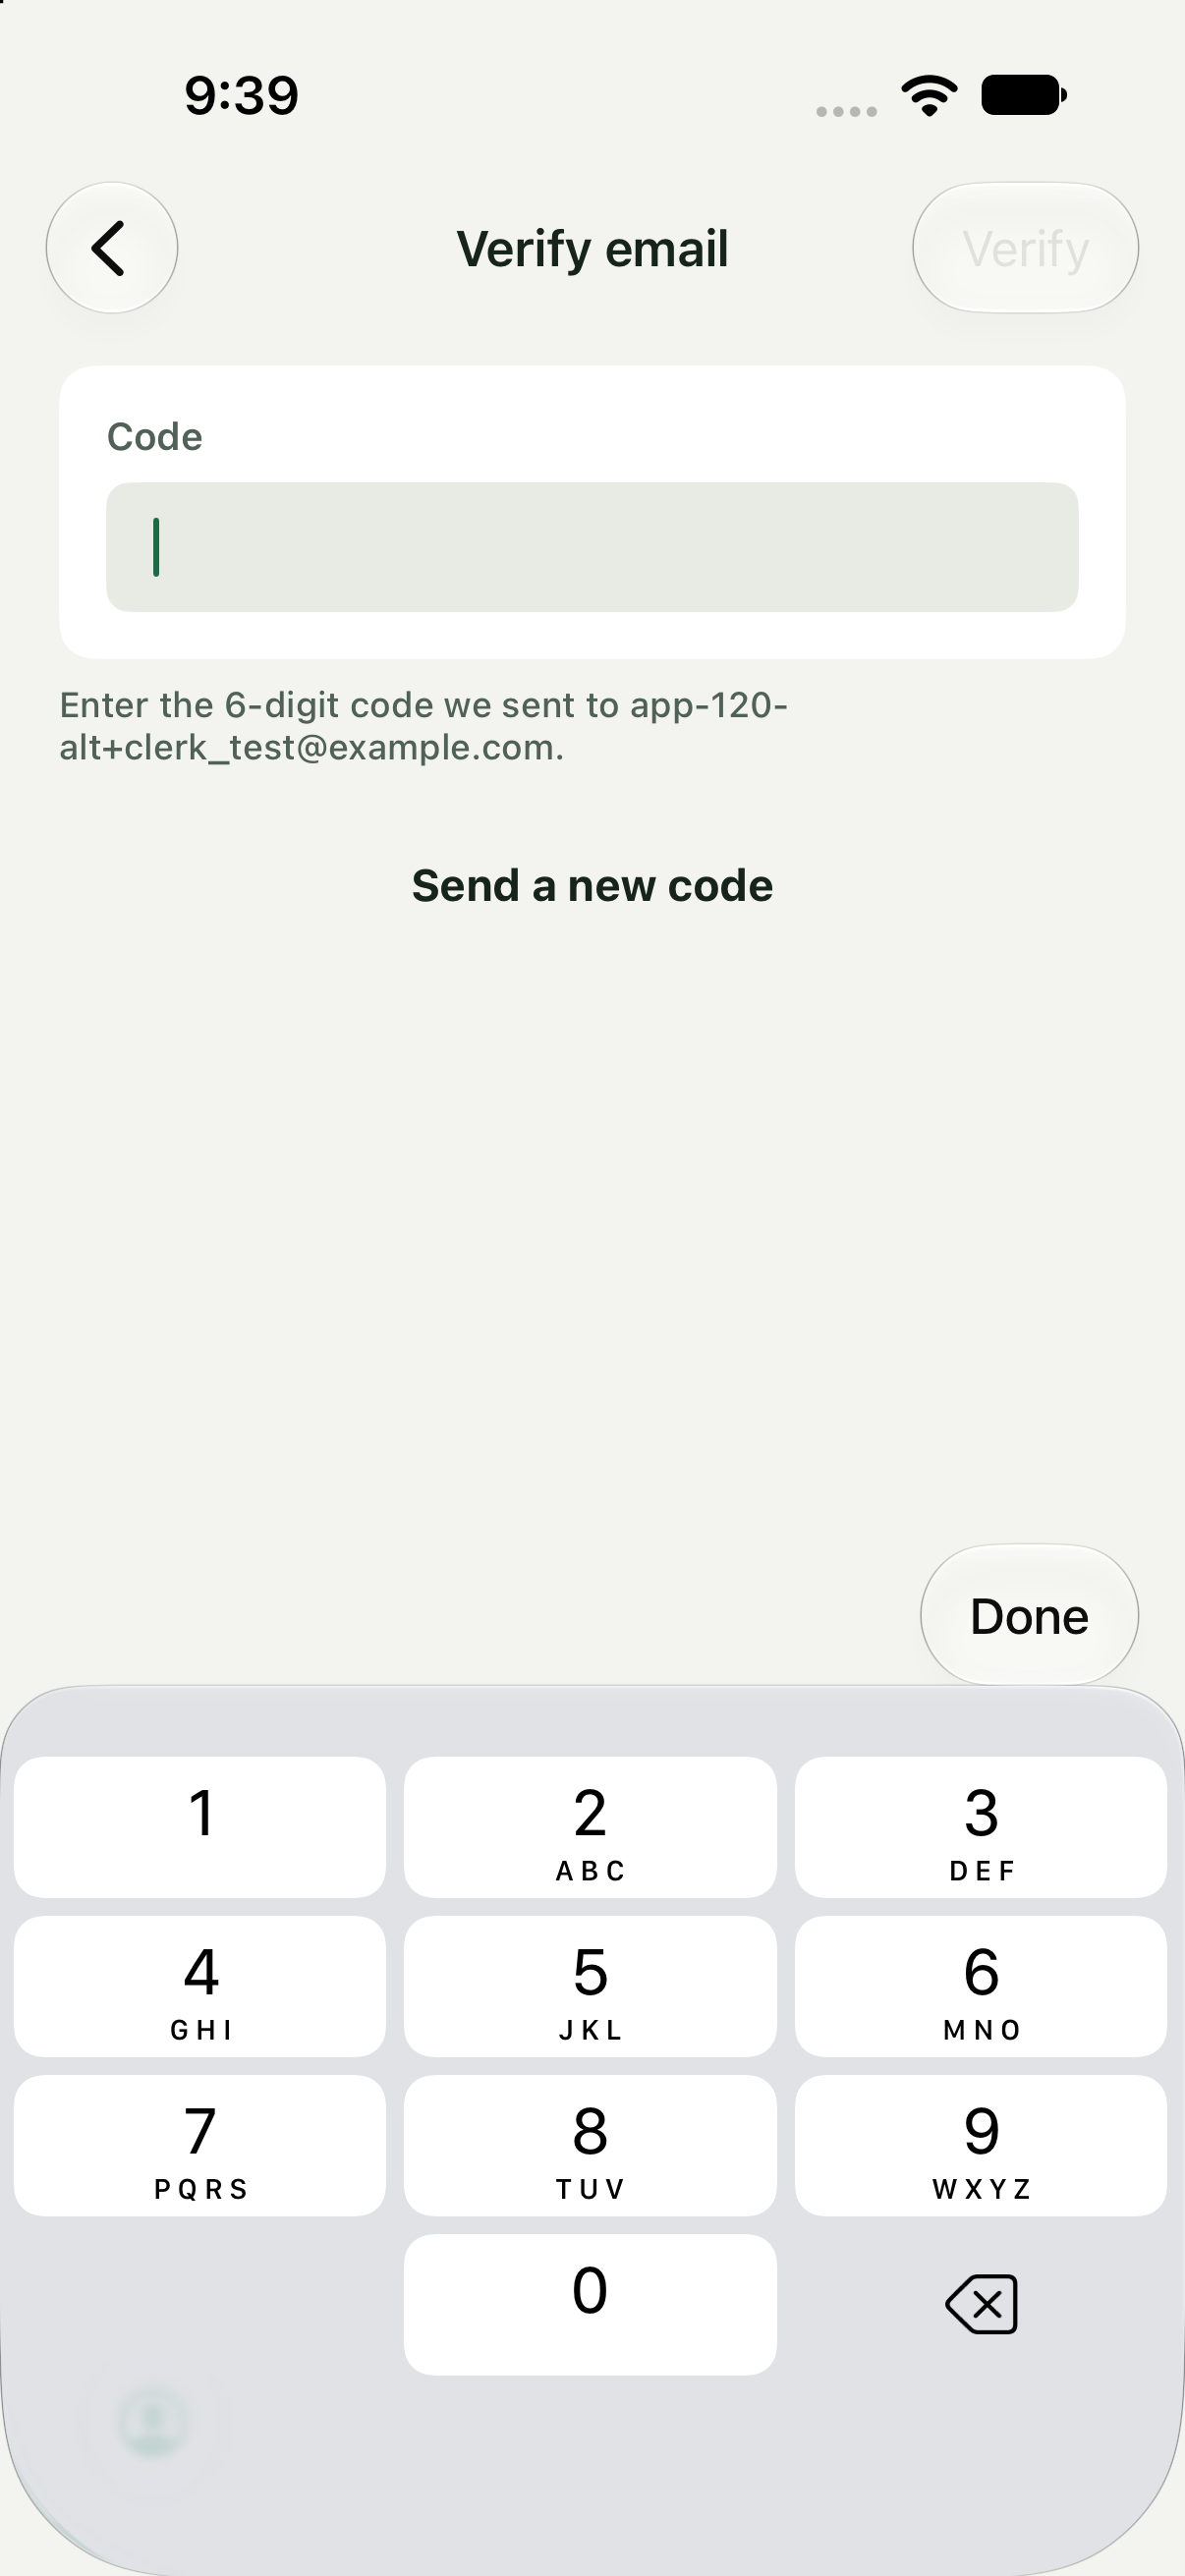 9:39
Verify email
Verify
Code
Enter the 6-digit code we sent to app-120-
alt+clerk_test@example.com.
Send a new code
Done
1
2
ABC
3
DEF
4
GHI
5
JKL
6
MNO
7
PQRS
8
TUV
9
WXYZ
0